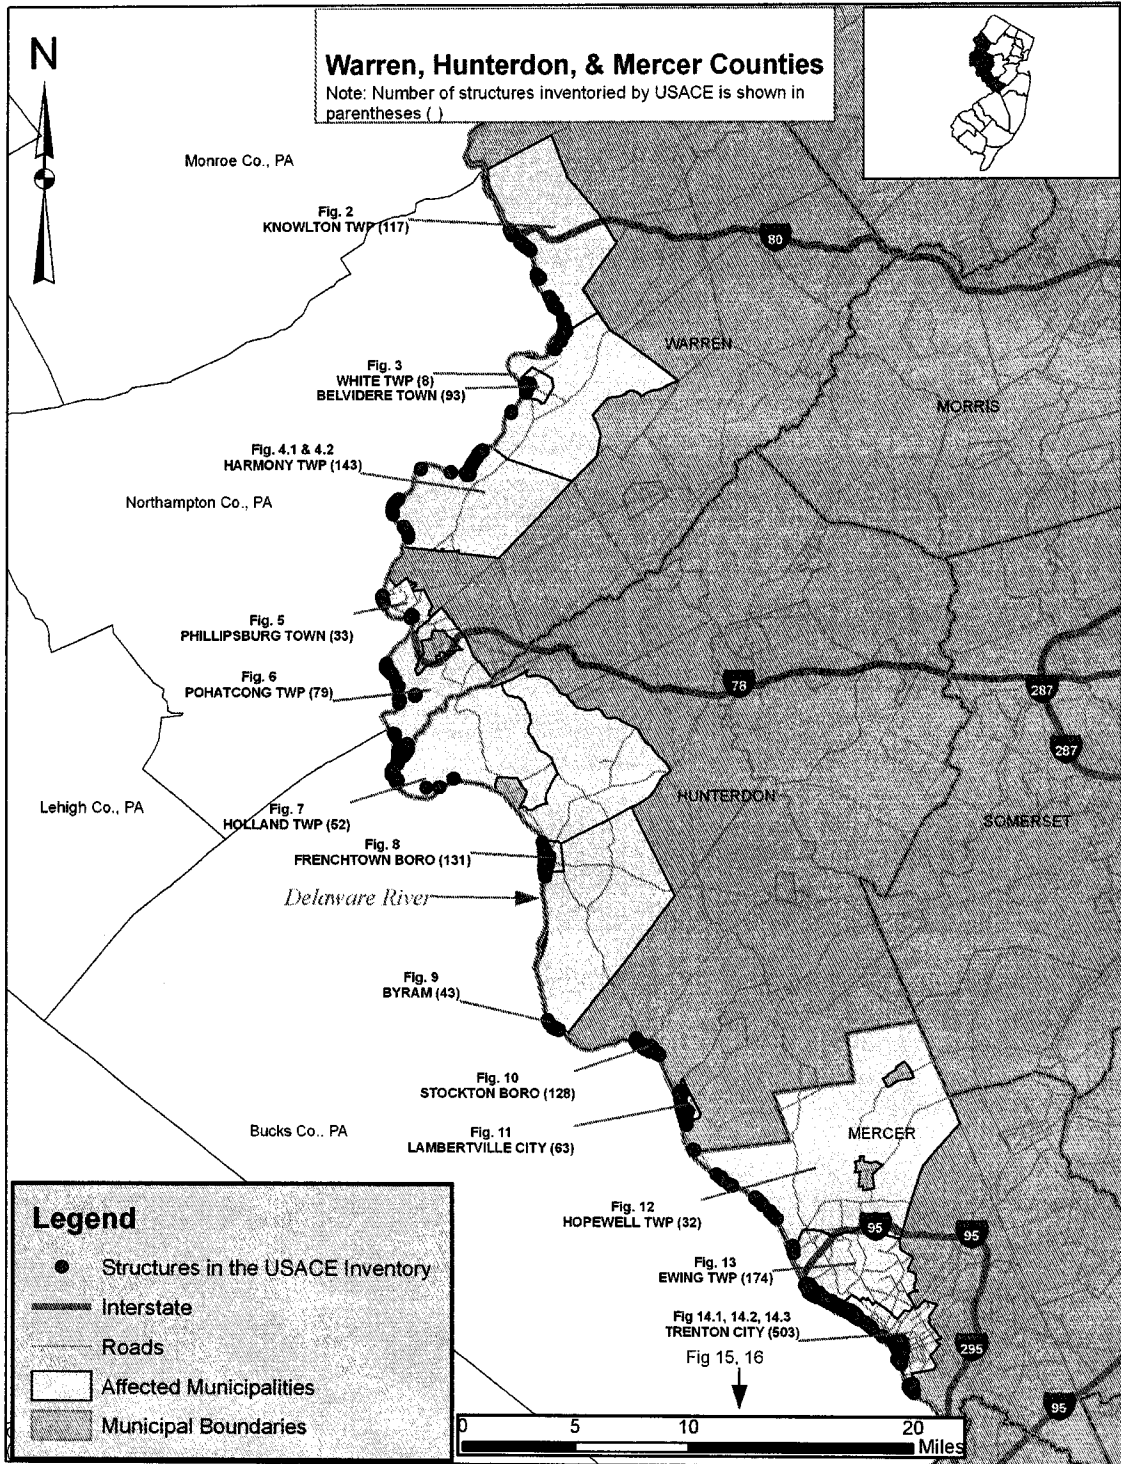 N
Warren, Hunterdon, & Mercer Counties
Note: Number of structures inventoried by USACE is shown in
parentheses ( )
Monroe Co., PA
Fig. 2
KNOWLTON TWP (117)
80
WARREN
Fig. 3
WHITE TWP (8)
BELVIDERE TOWN (93)
MORRIS
Fig. 4.1 & 4.2
HARMONY TWP (143)
Northampton Co., PA
Fig. 5
PHILLIPSBURG TOWN (33)
Fig. 6
POHATCONG TWP (79)
78
287
287
Lehigh Co., PA
HUNTERDON
Fig. 7
HOLLAND TWP (52)
SOMERSET
Fig. 8
FRENCHTOWN BORO (131)
Delaware River
Fig. 9
BYRAM (43)
Fig. 10
STOCKTON BORO (128)
Bucks Co., PA
Fig. 11
LAMBERTVILLE CITY (63)
MERCER
Fig. 12
HOPEWELL TWP (32)
95
95
Fig. 13
EWING TWP (174)
Fig 14.1, 14.2, 14.3
TRENTON CITY (503)
295
Fig 15, 16
95
Legend
Structures in the USACE Inventory
Interstate
Roads
Affected Municipalities
Municipal Boundaries
0 5 10 20
Miles